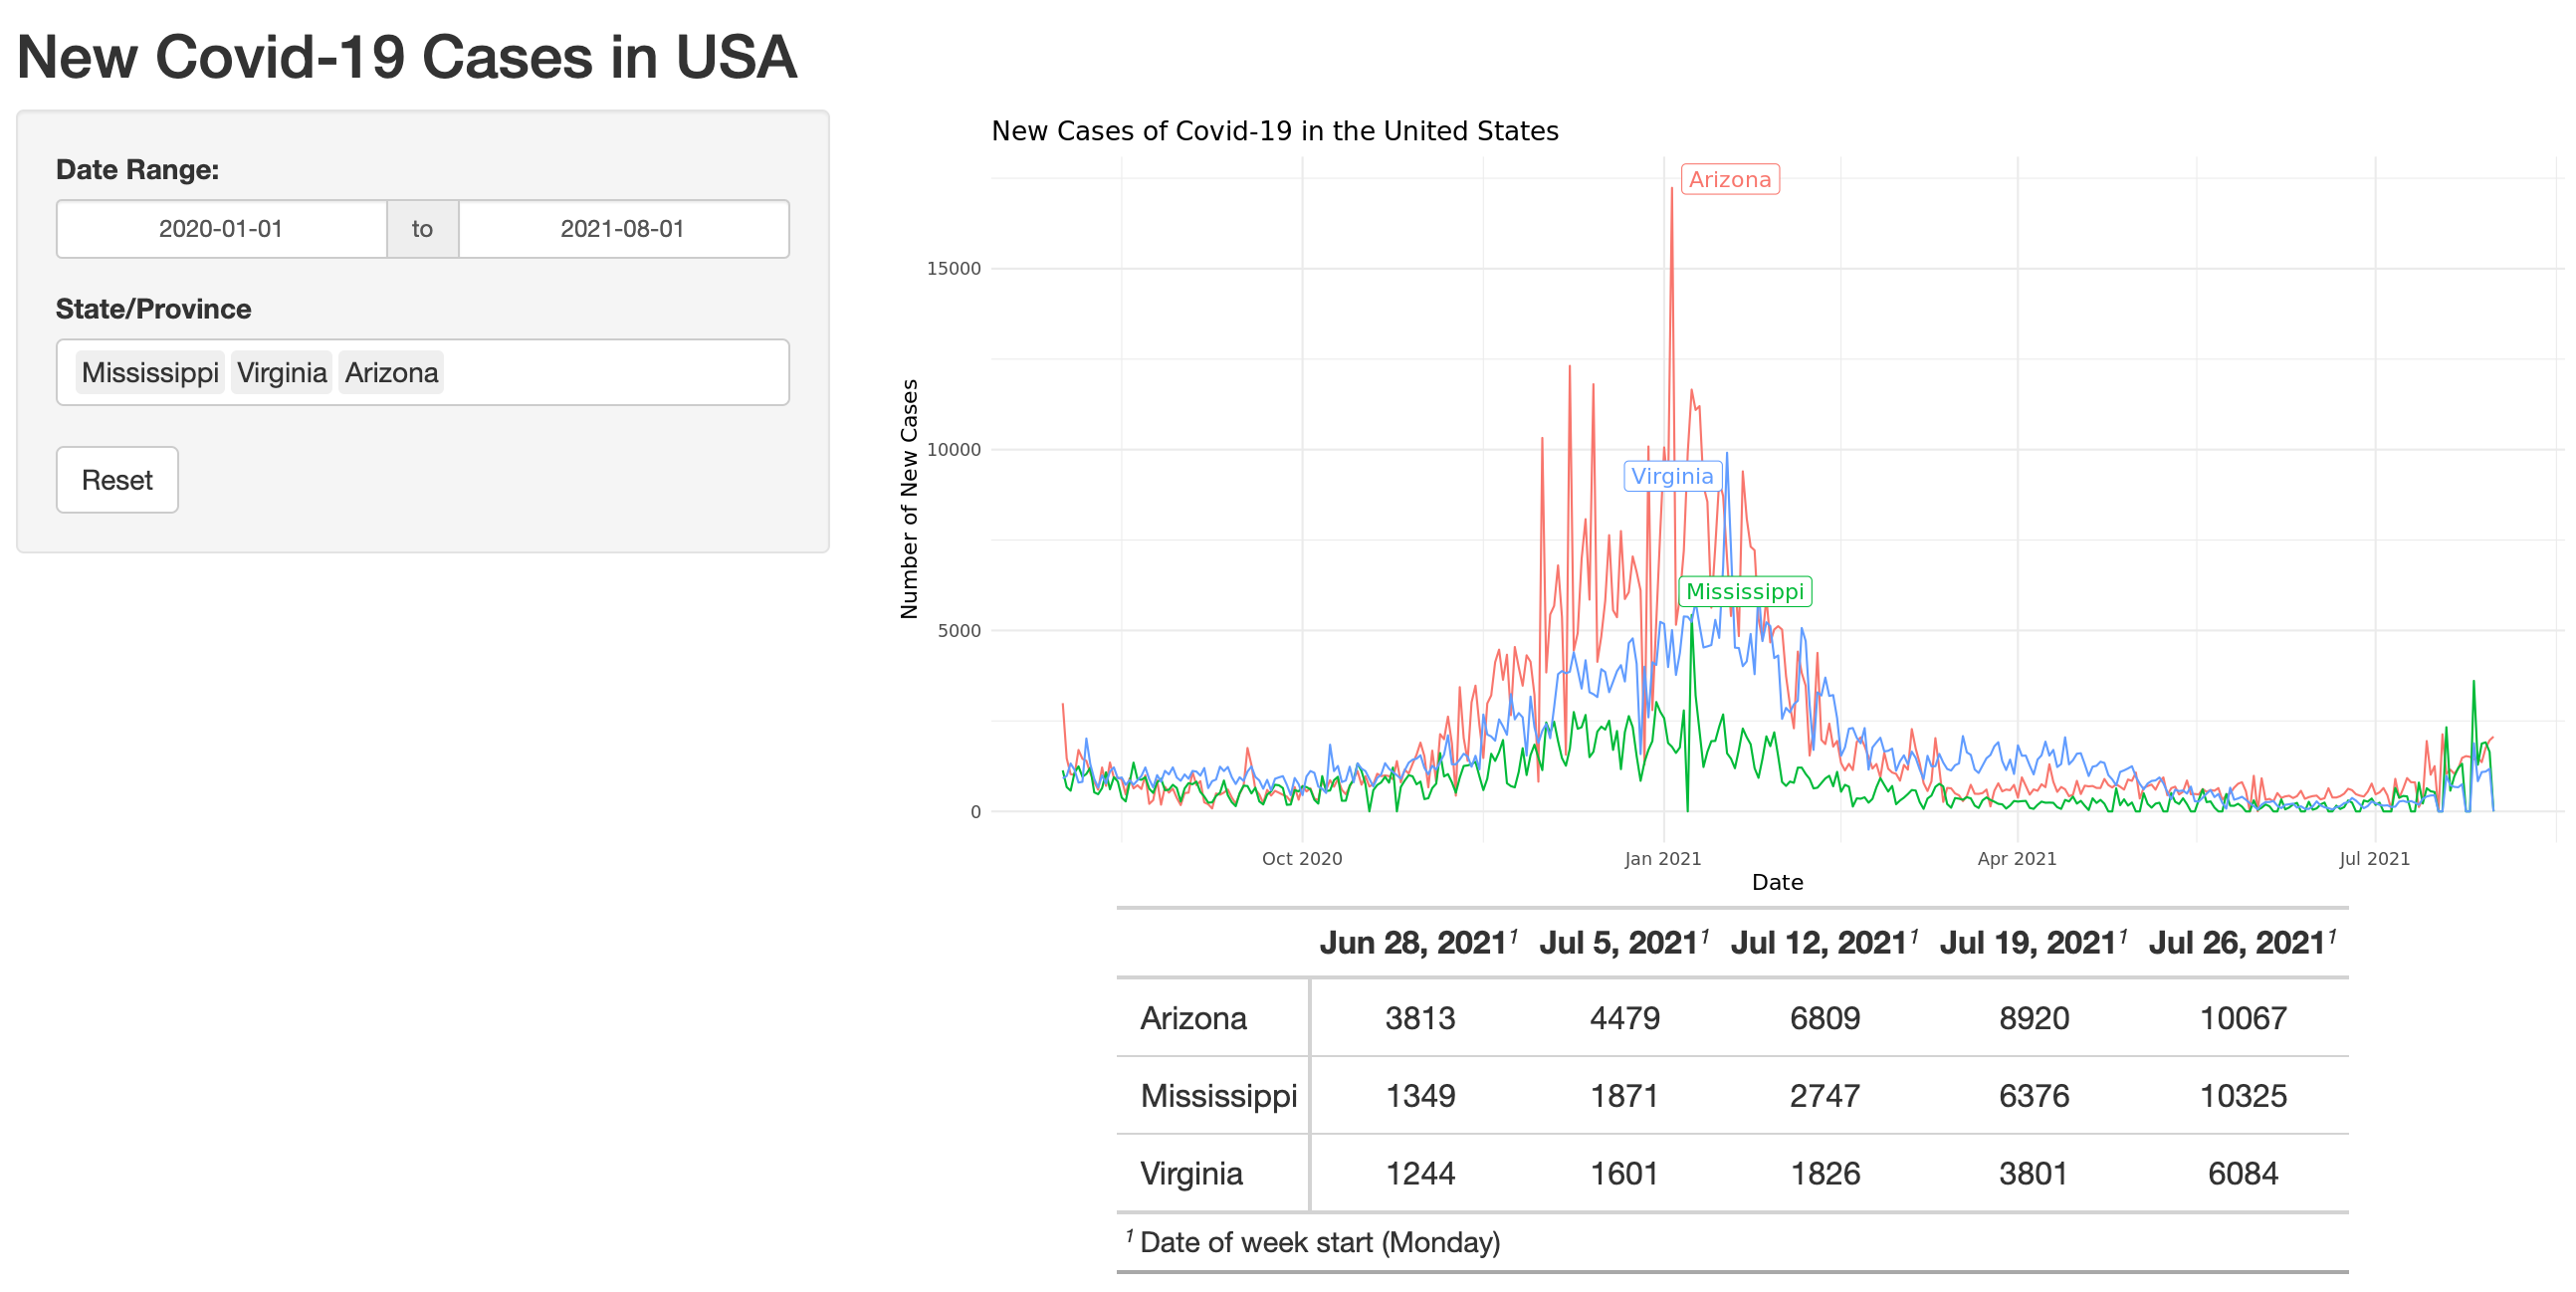 New Covid-19 Cases in USA
Date Range:
2020-01-01 to 2021-08-01
State/Province
Mississippi Virginia Arizona
Reset
New Cases of Covid-19 in the United States
Number of New Cases
15000
10000
5000
0
Arizona
Virginia
Mississippi
Oct 2020 Jan 2021 Apr 2021 Jul 2021
Date
Jun 28, 2021¹ Jul 5, 2021¹ Jul 12, 2021¹ Jul 19, 2021¹ Jul 26, 2021¹
Arizona 3813 4479 6809 8920 10067
Mississippi 1349 1871 2747 6376 10325
Virginia 1244 1601 1826 3801 6084
¹ Date of week start (Monday)